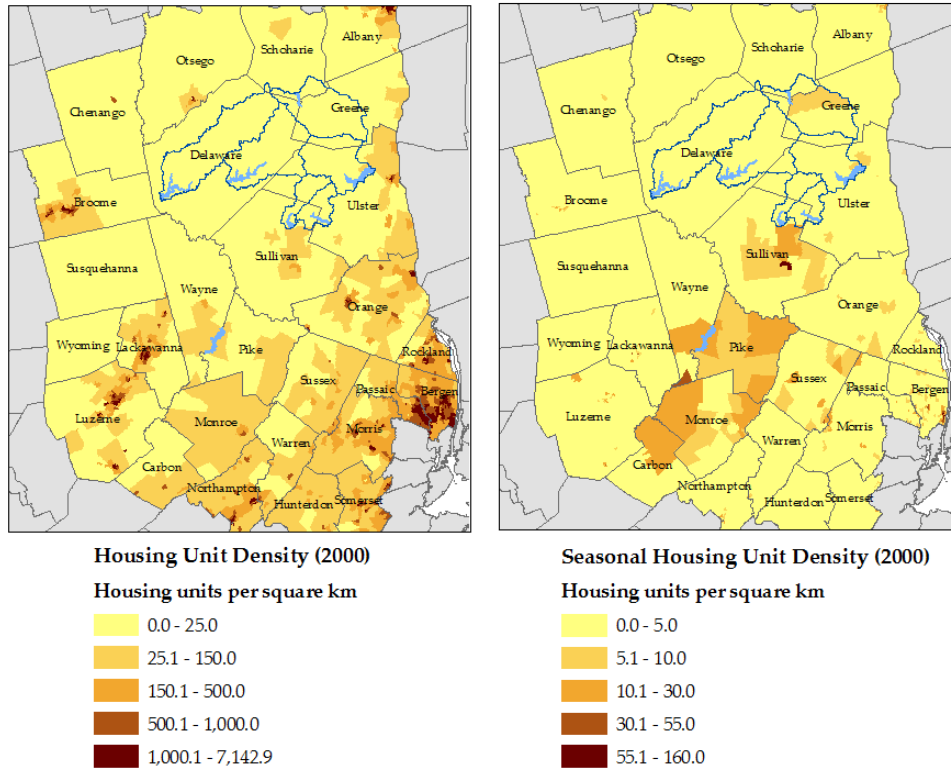 Albany
Schoharie
Otsego
Chenango
Greene
Delaware
Ulster
Broome
Sullivan
Susquehanna
Wayne
Orange
Wyoming
Lackawanna
Pike
Rockland
Sussex
Passaic
Bergen
Luzerne
Monroe
Morris
Warren
Carbon
Northampton
Hunterdon
Somerset
Housing Unit Density (2000)
Housing units per square km
0.0 - 25.0
25.1 - 150.0
150.1 - 500.0
500.1 - 1,000.0
1,000.1 - 7,142.9
Albany
Schoharie
Otsego
Chenango
Greene
Delaware
Ulster
Broome
Sullivan
Susquehanna
Wayne
Orange
Wyoming
Lackawanna
Pike
Rockland
Sussex
Passaic
Bergen
Luzerne
Monroe
Morris
Warren
Carbon
Northampton
Hunterdon
Somerset
Seasonal Housing Unit Density (2000)
Housing units per square km
0.0 - 5.0
5.1 - 10.0
10.1 - 30.0
30.1 - 55.0
55.1 - 160.0